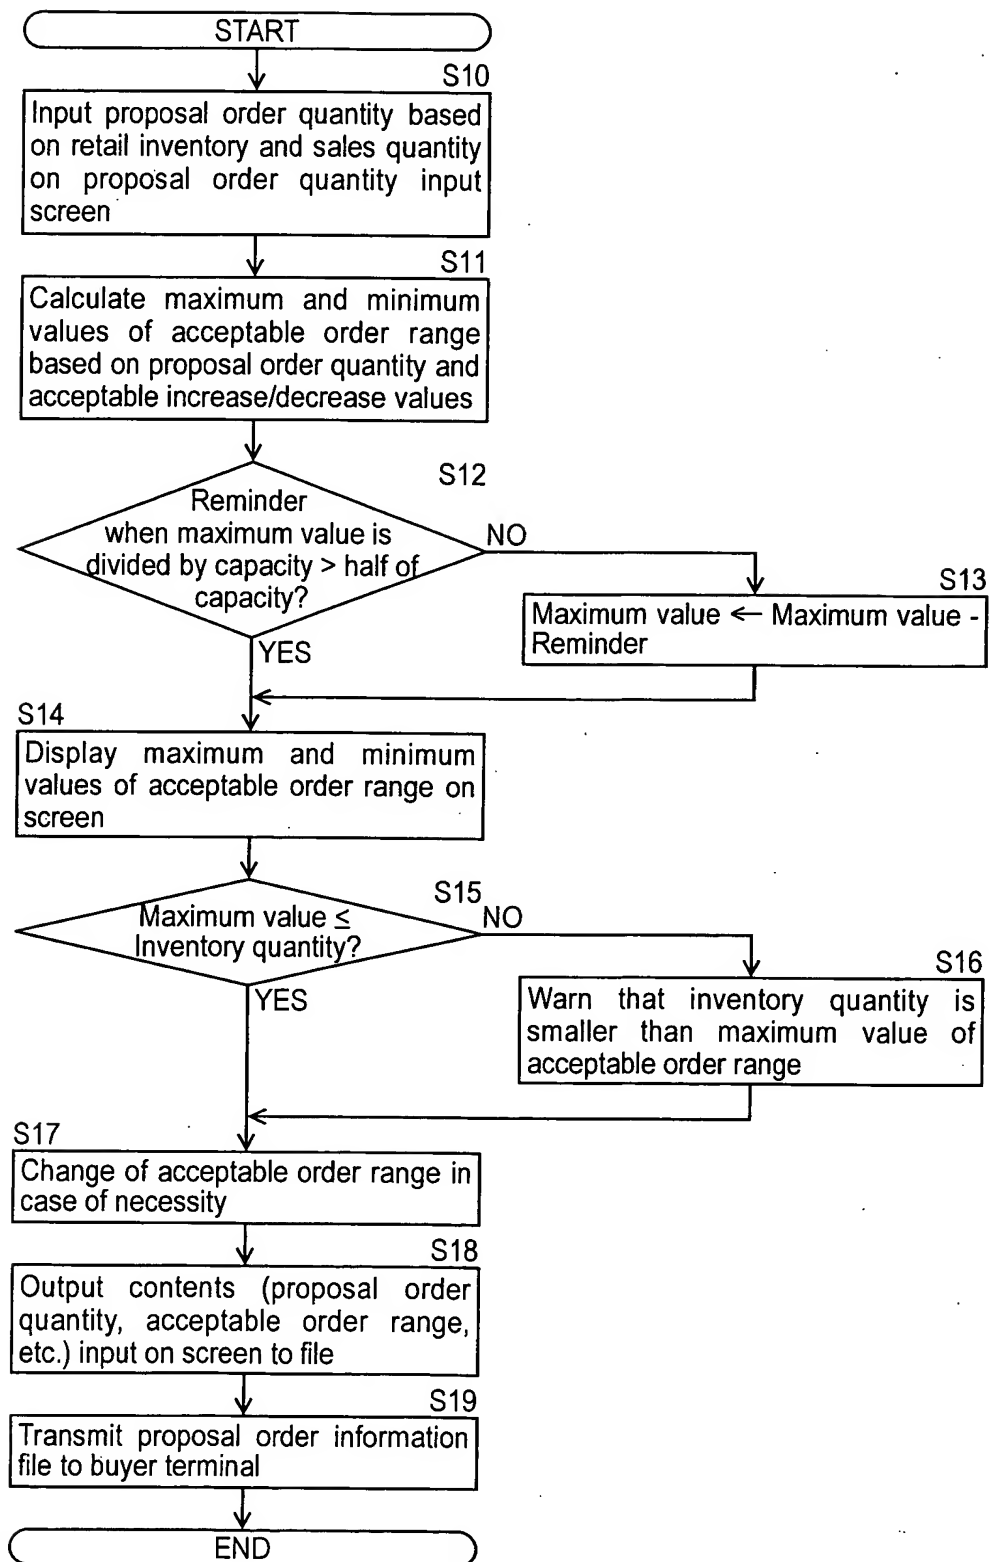 START
S10
Input proposal order quantity based
on retail inventory and sales quantity
on proposal order quantity input
screen
S11
Calculate maximum and minimum
values of acceptable order range
based on proposal order quantity and
acceptable increase/decrease values
S12
Reminder
when maximum value is
divided by capacity > half of
capacity?
NO
YES
S13
Maximum value ← Maximum value -
Reminder
S14
Display maximum and minimum
values of acceptable order range on
screen
S15
Maximum value ≤
Inventory quantity?
NO
YES
S16
Warn that inventory quantity is
smaller than maximum value of
acceptable order range
S17
Change of acceptable order range in
case of necessity
S18
Output contents (proposal order
quantity, acceptable order range,
etc.) input on screen to file
S19
Transmit proposal order information
file to buyer terminal
END